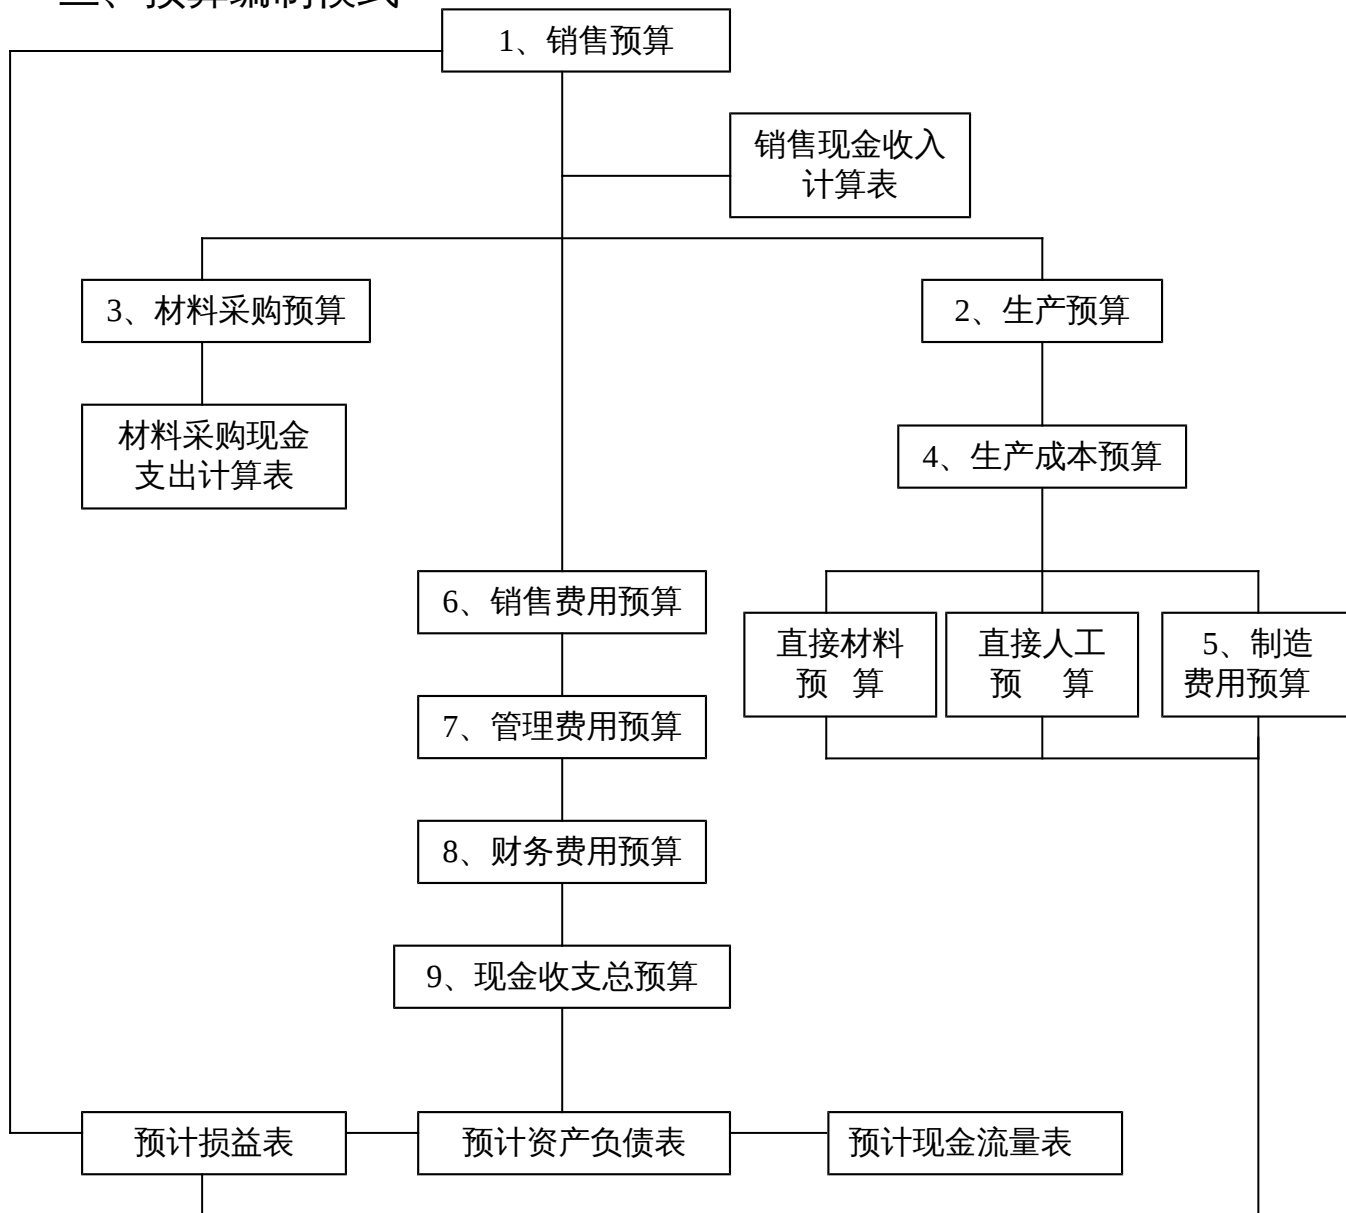 1、销售预算
销售现金收入
计算表
3、材料采购预算
2、生产预算
材料采购现金
支出计算表
4、生产成本预算
6、销售费用预算
直接材料
预 算
直接人工
预 算
5、制造
费用预算
7、管理费用预算
8、财务费用预算
9、现金收支总预算
预计损益表
预计资产负债表
预计现金流量表